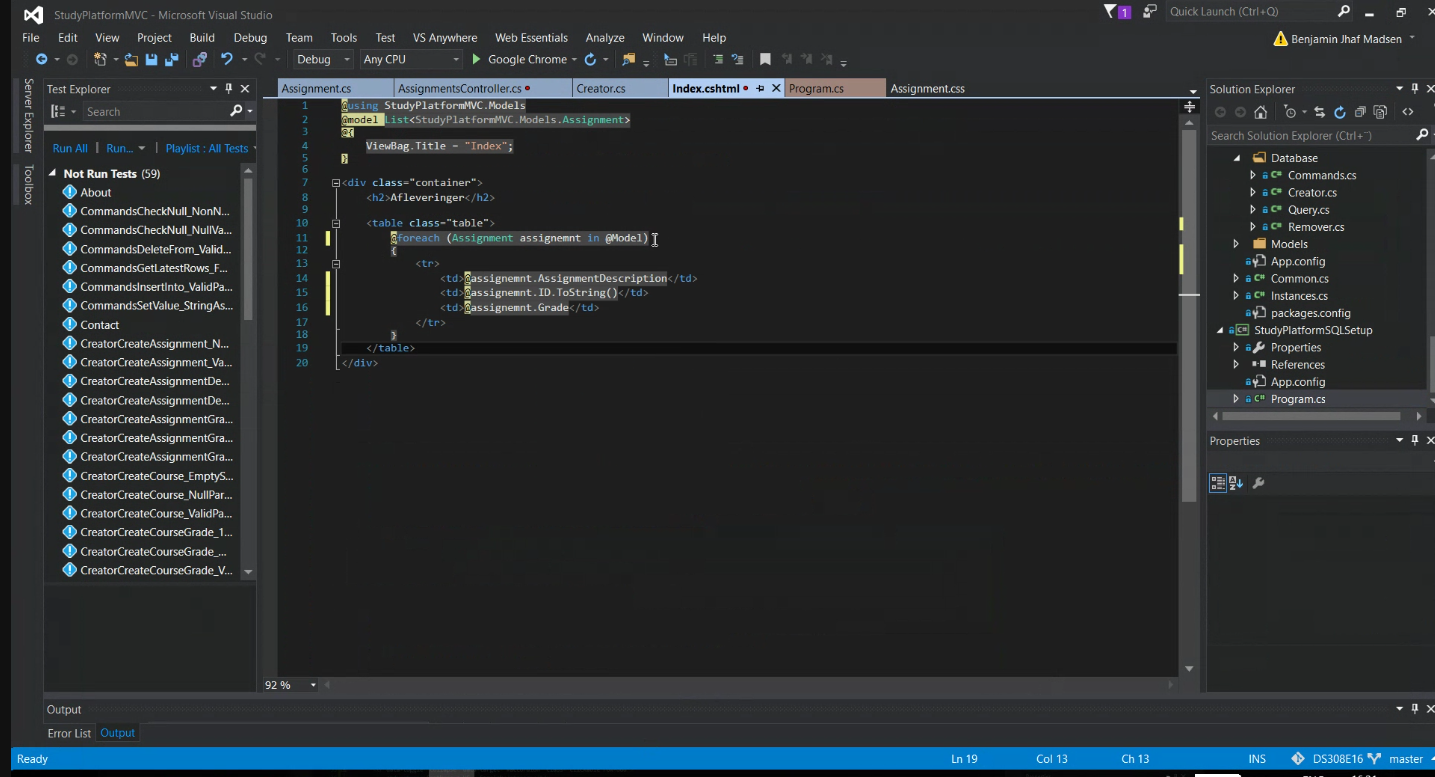 StudyPlatformMVC - Microsoft Visual Studio
1
Quick Launch (Ctrl+Q)
File Edit View Project Build Debug Team Tools Test VS Anywhere Web Essentials Analyze Window Help
Benjamin Jhaf Madsen
Debug Any CPU Google Chrome
Server Explorer
Toolbox
Test Explorer
Search
Run All Run... Playlist : All Tests
Not Run Tests (59)
About
CommandsCheckNull_NonN...
CommandsCheckNull_NullVa...
CommandsDeleteFrom_Valid...
CommandsGetLatestRows_F...
CommandsInsertInto_ValidPa...
CommandsSetValue_StringAs...
Contact
CreatorCreateAssignment_N...
CreatorCreateAssignment_Va...
CreatorCreateAssignmentDe...
CreatorCreateAssignmentDe...
CreatorCreateAssignmentGra...
CreatorCreateAssignmentGra...
CreatorCreateAssignmentGra...
CreatorCreateCourse_EmptyS...
CreatorCreateCourse_NullPar...
CreatorCreateCourse_ValidPa...
CreatorCreateCourseGrade_1...
CreatorCreateCourseGrade_...
CreatorCreateCourseGrade_V...
Assignment.cs AssignmentsController.cs Creator.cs Index.cshtml Program.cs Assignment.css
1 @using StudyPlatformMVC.Models
2 @model List<StudyPlatformMVC.Models.Assignment>
3 @{
4 ViewBag.Title = "Index";
5 }
6
7 <div class="container">
8 <h2>Afleveringer</h2>
9
10 <table class="table">
11 @foreach (Assignment assignemnt in @Model)
12 {
13 <tr>
14 <td>@assignemnt.AssignmentDescription</td>
15 <td>@assignemnt.ID.ToString()</td>
16 <td>@assignemnt.Grade</td>
17 </tr>
18 }
19 </table>
20 </div>
92 %
Solution Explorer
Search Solution Explorer (Ctrl+¨)
Database
Commands.cs
Creator.cs
Query.cs
Remover.cs
Models
App.config
Common.cs
Instances.cs
packages.config
StudyPlatformSQLSetup
Properties
References
App.config
Program.cs
Properties
Output
Error List Output
Ready Ln 19 Col 13 Ch 13 INS DS308E16 master